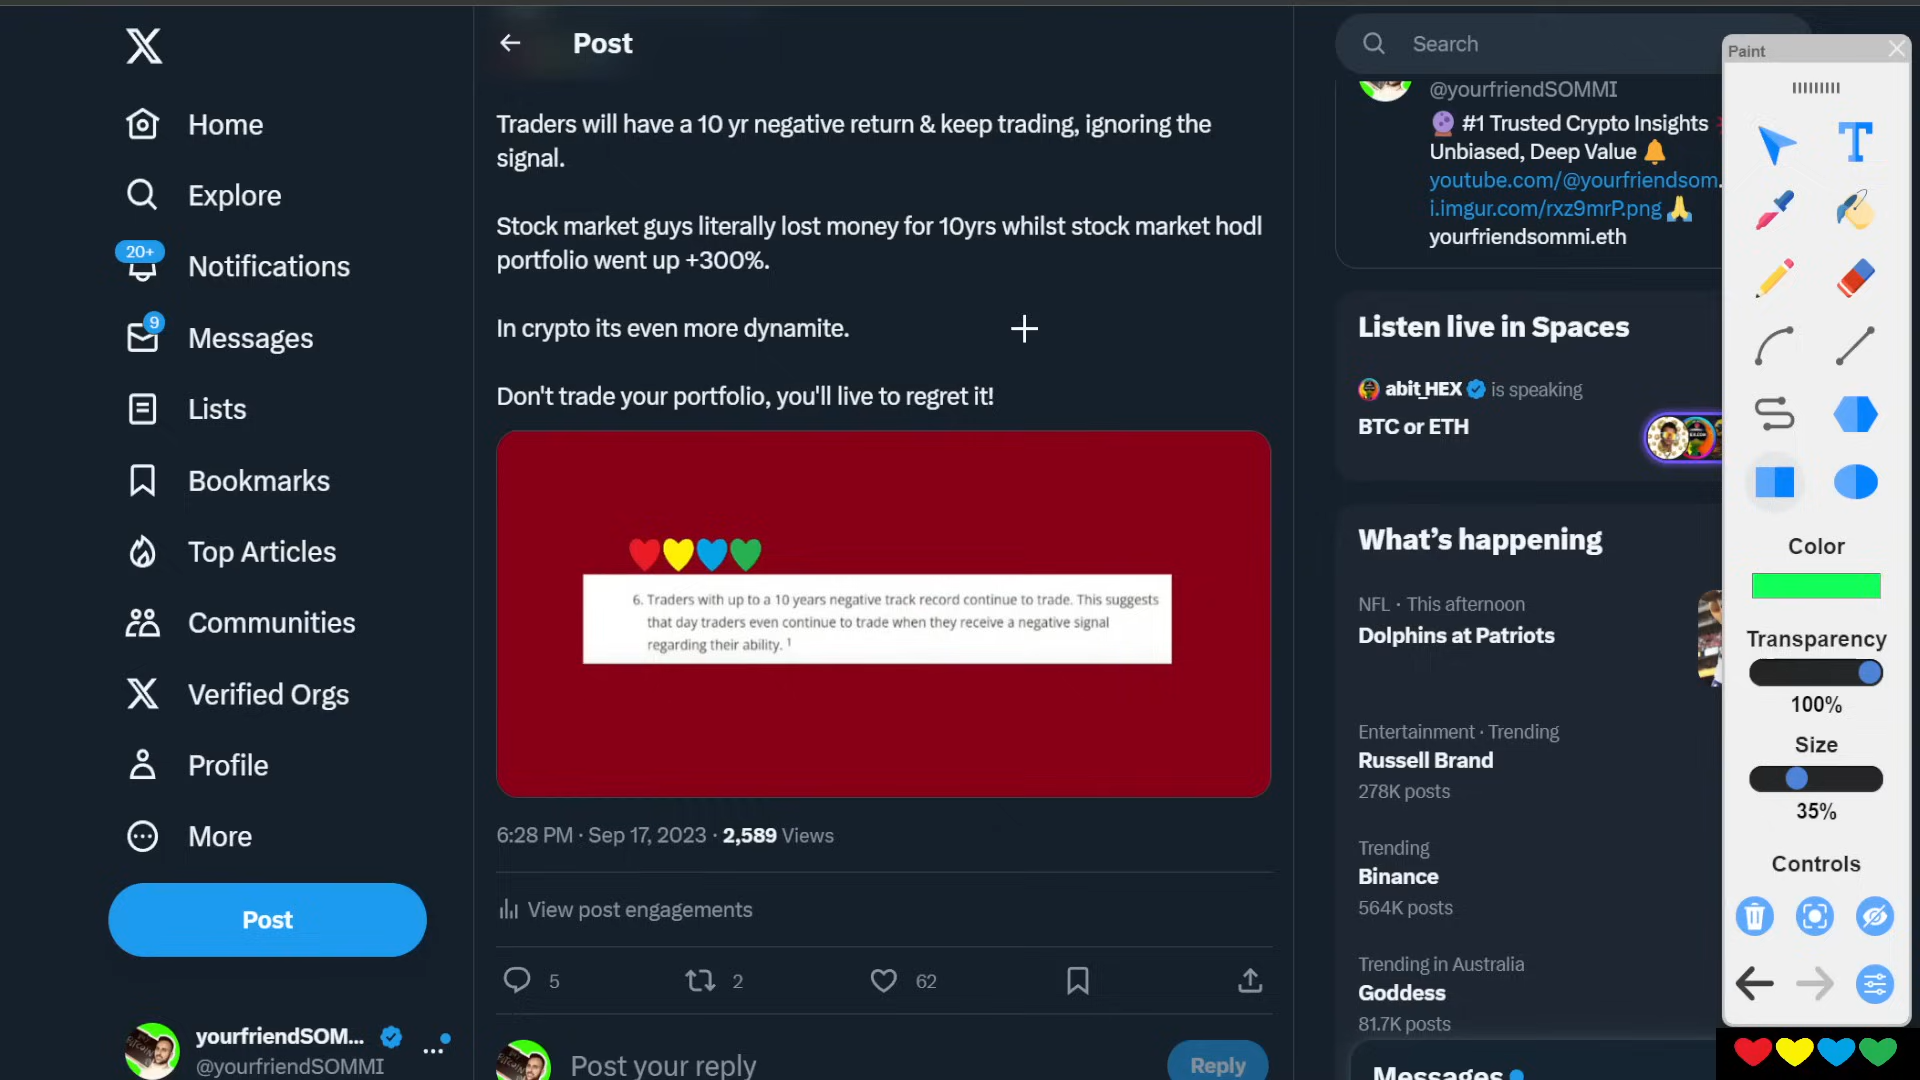 Home
Explore
20+
Notifications
9
Messages
Lists
Bookmarks
Top Articles
Communities
Verified Orgs
Profile
More
Post
yourfriendSOM...
@yourfriendSOMMI
Post
Traders will have a 10 yr negative return & keep trading, ignoring the
signal.
Stock market guys literally lost money for 10yrs whilst stock market hodl
portfolio went up +300%.
In crypto its even more dynamite.
Don't trade your portfolio, you'll live to regret it!
6. Traders with up to a 10 years negative track record continue to trade. This suggests
that day traders even continue to trade when they receive a negative signal
regarding their ability. 1
6:28 PM · Sep 17, 2023 · 2,589 Views
View post engagements
5 2 62
Post your reply
Reply
Search
@yourfriendSOMMI
#1 Trusted Crypto Insights
Unbiased, Deep Value
youtube.com/@yourfriendsom.
i.imgur.com/rxz9mrP.png
yourfriendsommi.eth
Listen live in Spaces
abit_HEX is speaking
BTC or ETH
What's happening
NFL · This afternoon
Dolphins at Patriots
Entertainment · Trending
Russell Brand
278K posts
Trending
Binance
564K posts
Trending in Australia
Goddess
81.7K posts
Messages
Paint
T
Color
Transparency
100%
Size
35%
Controls